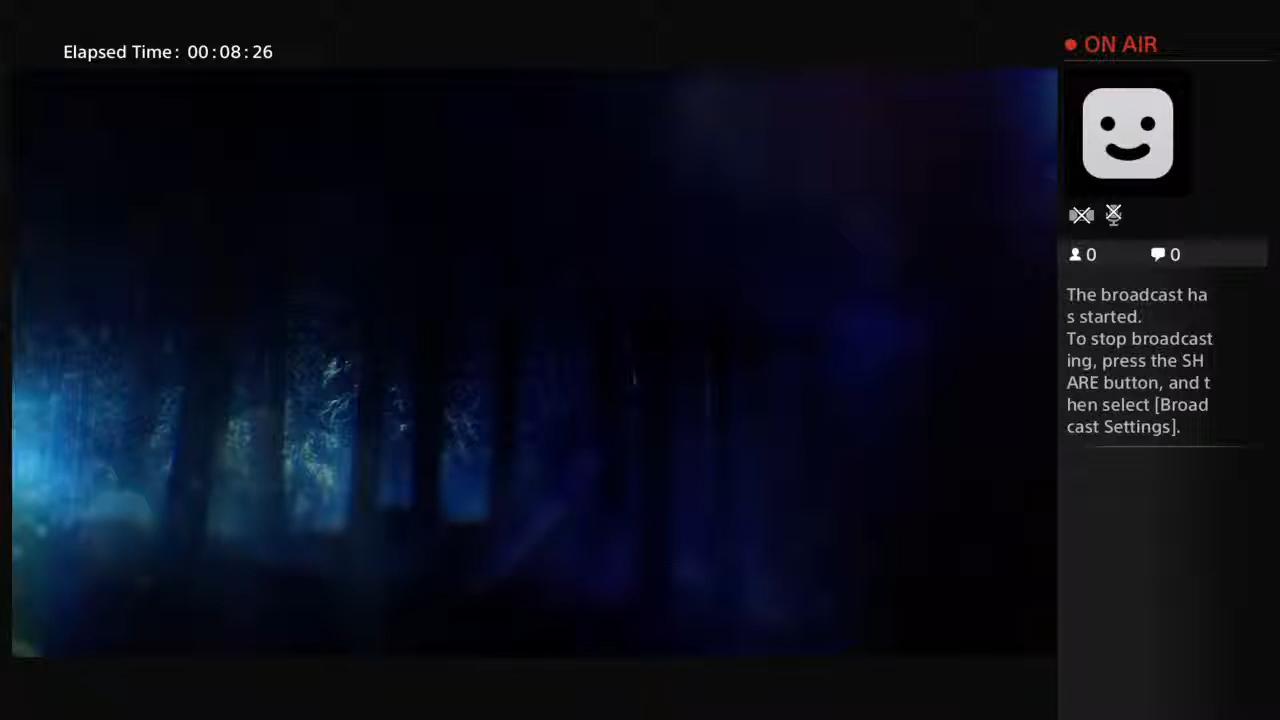 Elapsed Time: 00:08:26
ON AIR
0 0
The broadcast ha
s started.
To stop broadcast
ing, press the SH
ARE button, and t
hen select [Broad
cast Settings].